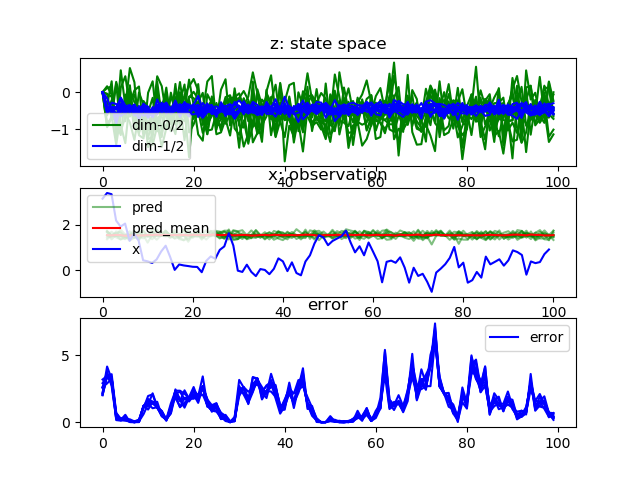 z: state space
0
−1
dim-0/2
dim-1/2
0 20 40 60 80 100
x: observation
2
0
pred
pred_mean
x
0 20 40 60 80 100
error
5
0
error
0 20 40 60 80 100